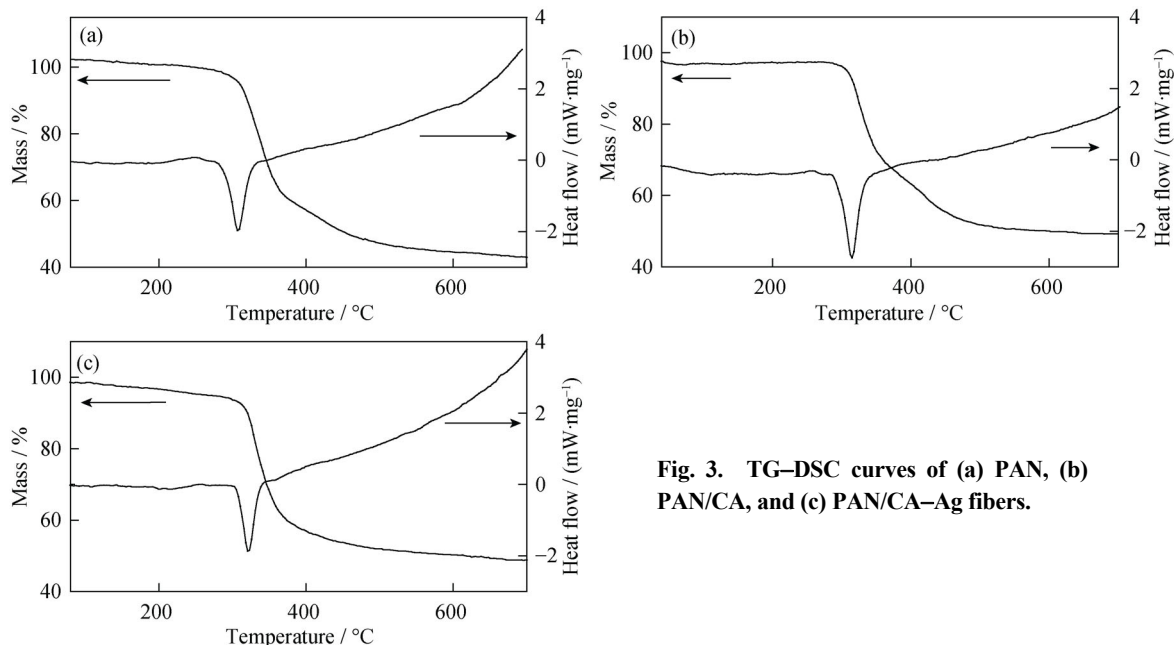 (a)
100
80
60
40
Mass / %
4
2
0
−2
Heat flow / (mW·mg⁻¹)
200 400 600
Temperature / °C
(b)
100
80
60
40
Mass / %
4
2
0
−2
Heat flow / (mW·mg⁻¹)
200 400 600
Temperature / °C
(c)
100
80
60
40
Mass / %
4
2
0
−2
Heat flow / (mW·mg⁻¹)
200 400 600
Temperature / °C
Fig. 3. TG–DSC curves of (a) PAN, (b)
PAN/CA, and (c) PAN/CA–Ag fibers.